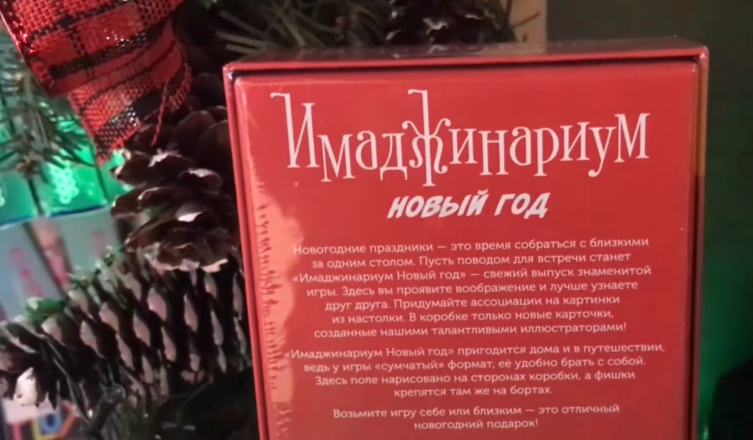 Имаджинариум
НОВЫЙ ГОД
Новогодние праздники — это время собраться с близкими
за одним столом. Пусть поводом для встречи станет
«Имаджинариум Новый год» — свежий выпуск знаменитой
игры. Здесь вы проявите воображение и лучше узнаете
друг друга. Придумайте ассоциации на картинки
из настолки. В коробке только новые карточки,
созданные нашими талантливыми иллюстраторами!
«Имаджинариум Новый год» пригодится дома и в путешествии,
ведь у игры «сумчатый» формат, её удобно брать с собой.
Здесь поле нарисовано на сторонах коробки, а фишки
крепятся там же на бортах.
Возьмите игру себе или близким — это отличный
новогодний подарок!